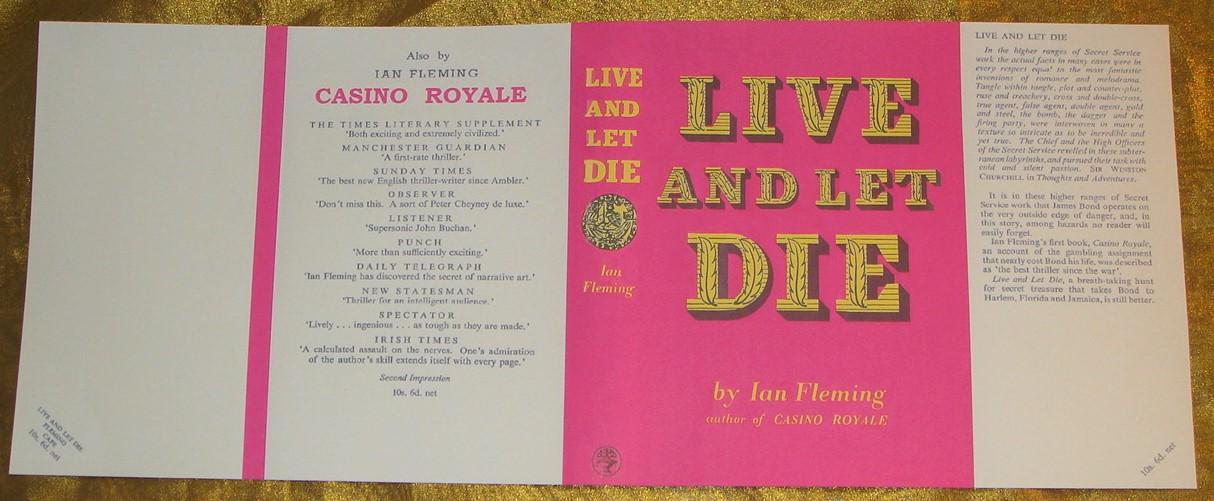 LIVE AND LET DIE
FLEMING
CAPE
10s. 6d. net
Also by
IAN FLEMING
CASINO ROYALE
THE TIMES LITERARY SUPPLEMENT
'Both exciting and extremely civilized.'
MANCHESTER GUARDIAN
'A first-rate thriller.'
SUNDAY TIMES
'The best new English thriller-writer since Ambler.'
OBSERVER
'Don't miss this. A sort of Peter Cheyney de luxe.'
LISTENER
'Supersonic John Buchan.'
PUNCH
'More than sufficiently exciting.'
DAILY TELEGRAPH
'Ian Fleming has discovered the secret of narrative art.'
NEW STATESMAN
'Thriller for an intelligent audience.'
SPECTATOR
'Lively . . . ingenious . . . as tough as they are made.'
IRISH TIMES
'A calculated assault on the nerves. One's admiration
of the author's skill extends itself with every page.'
Second Impression
10s. 6d. net
LIVE
AND
LET
DIE
Ian
Fleming
LIVE
AND LET
DIE
by Ian Fleming
author of CASINO ROYALE
LIVE AND LET DIE
In the higher ranges of Secret Service
work the actual facts in many cases were in
every respect equal to the most fantastic
inventions of romance and melodrama.
Tangle within tangle, plot and counter-plot,
ruse and treachery, cross and double-cross,
true agent, false agent, double agent, gold
and steel, the bomb, the dagger and the
firing party, were interwoven in many a
texture so intricate as to be incredible and
yet true. The Chief and the High Officers
of the Secret Service revelled in these subter-
ranean labyrinths, and pursued their task with
cold and silent passion. SIR WINSTON
CHURCHILL in Thoughts and Adventures.
It is in these higher ranges of Secret
Service work that James Bond operates on
the very outside edge of danger, and, in
this story, among hazards no reader will
easily forget.
Ian Fleming's first book, Casino Royale,
an account of the gambling assignment
that nearly cost Bond his life, was described
as 'the best thriller since the war'.
Live and Let Die, a breath-taking hunt
for secret treasure that takes Bond to
Harlem, Florida and Jamaica, is still better.
10s. 6d. net